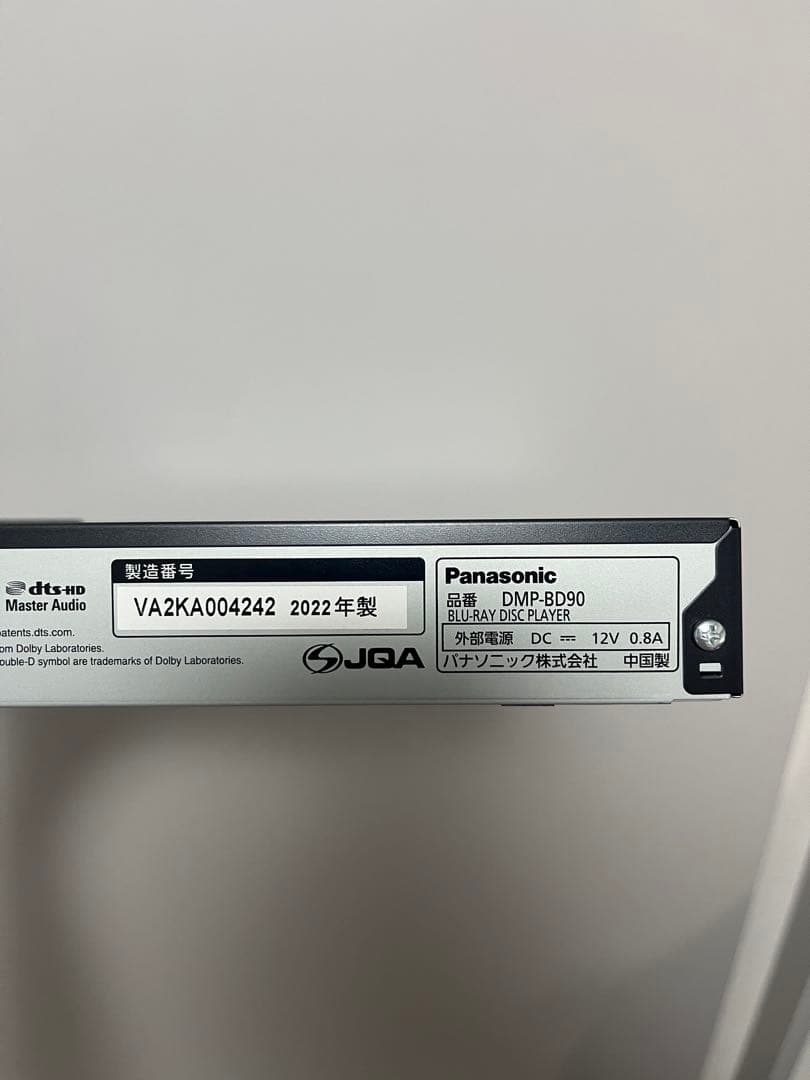 dts-HD
Master Audio
patents.dts.com.
om Dolby Laboratories.
ouble-D symbol are trademarks of Dolby Laboratories.
製造番号
VA2KA004242 2022年製
JQA
Panasonic
品番 DMP-BD90
BLU-RAY DISC PLAYER
外部電源 DC ⎓ 12V 0.8A
パナソニック株式会社 中国製